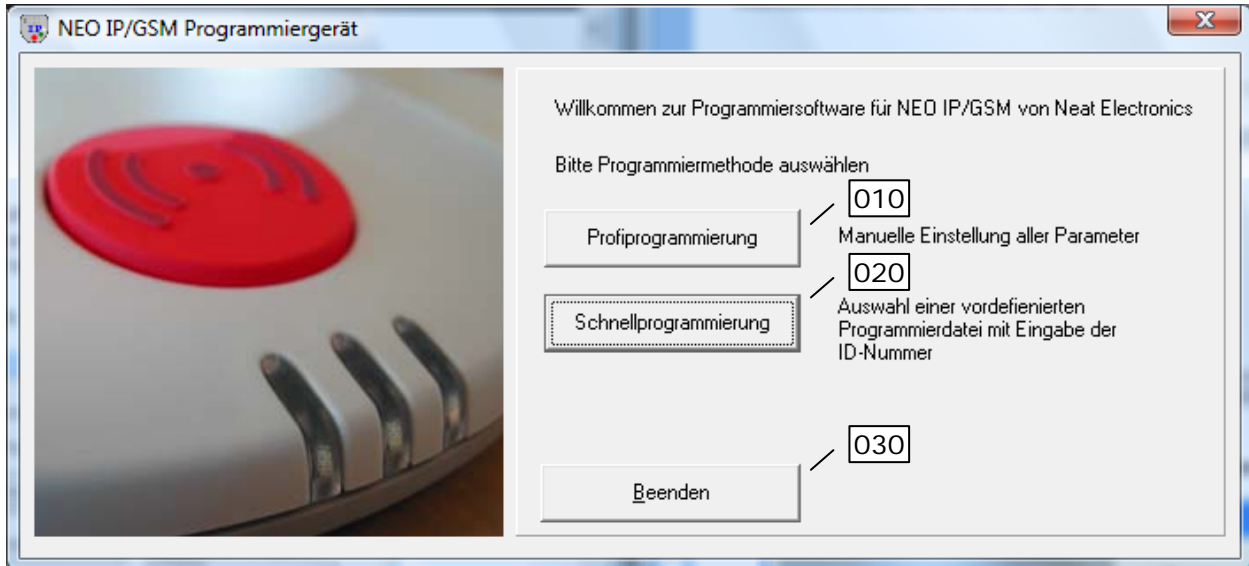 NEO IP/GSM Programmiergerät
Willkommen zur Programmiersoftware für NEO IP/GSM von Neat Electronics
Bitte Programmiermethode auswählen
010
Profiprogrammierung
Manuelle Einstellung aller Parameter
020
Schnellprogrammierung
Auswahl einer vordefienierten
Programmierdatei mit Eingabe der
ID-Nummer
030
Beenden